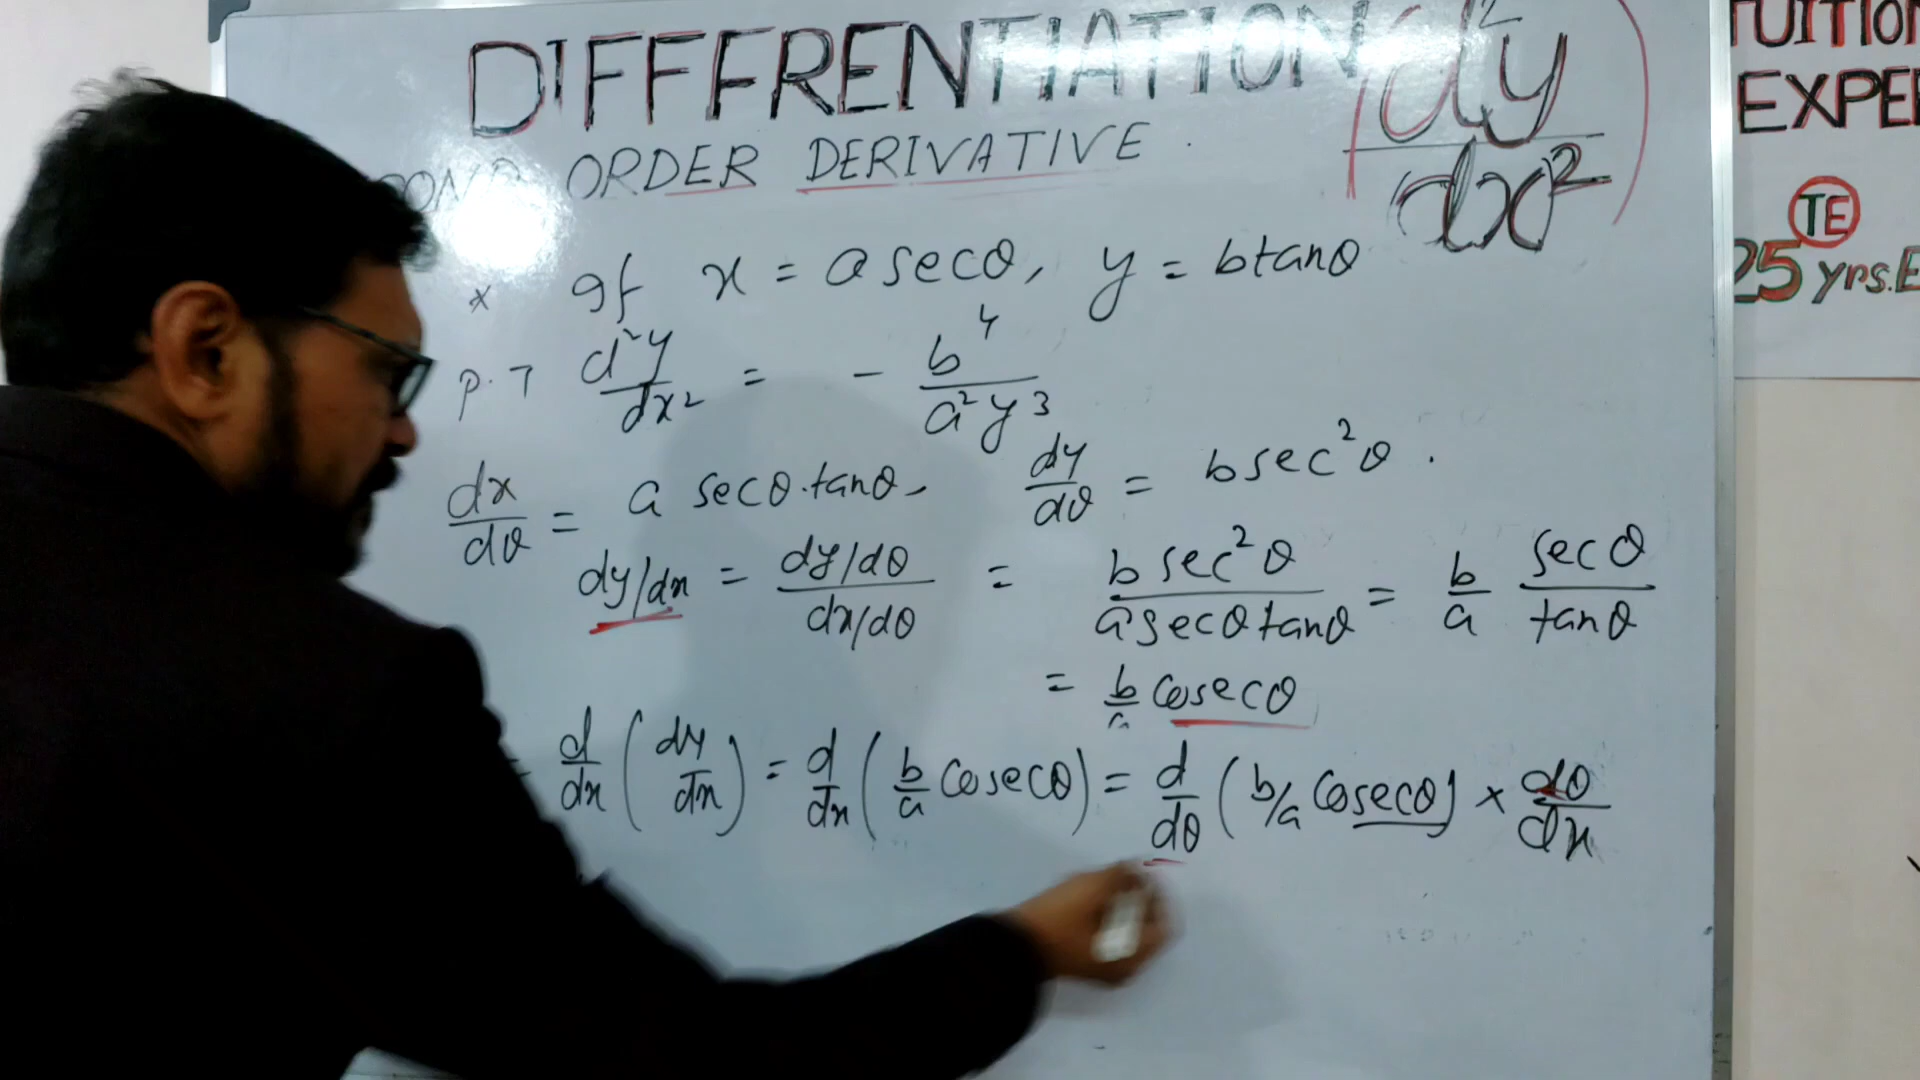 DIFFFRENTIATION (d²y/dx²)
COND ORDER DERIVATIVE.
* If x = a secθ, y = b tanθ
P.T d²y/dx² = - b⁴/a²y³
dx/dθ = a secθ.tanθ, dy/dθ = b sec²θ.
dy/dx = dy/dθ / dx/dθ = b sec²θ / a secθ tanθ = b/a secθ/tanθ
= b/a cosecθ
= d/dx (dy/dx) = d/dx (b/a cosecθ) = d/dθ (b/a cosecθ) × dθ/dx
TUITION
EXPE
TE
25 yrs.E